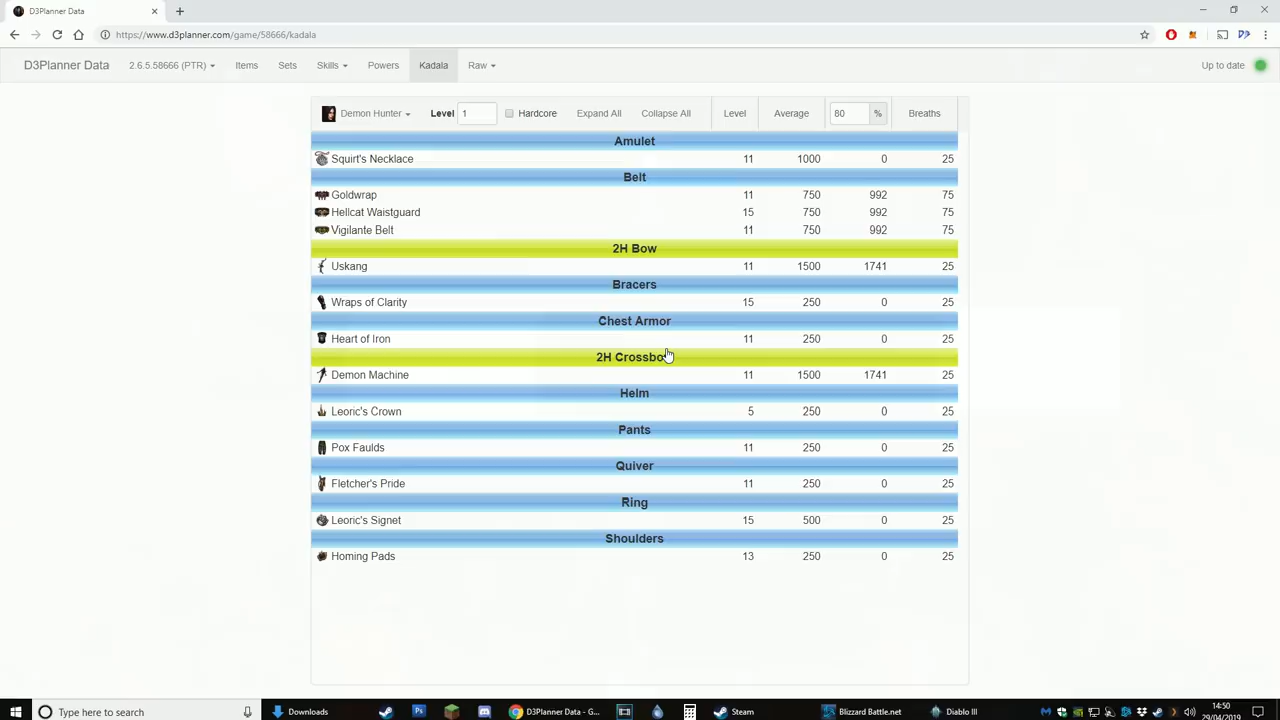 D3Planner Data
https://www.d3planner.com/game/58666/kadala
D3Planner Data 2.6.5.58666 (PTR) Items Sets Skills Powers Kadala Raw Up to date
Demon Hunter Level 1 Hardcore Expand All Collapse All Level Average 80 % Breaths
Amulet
Squirt's Necklace 11 1000 0 25
Belt
Goldwrap 11 750 992 75
Hellcat Waistguard 15 750 992 75
Vigilante Belt 11 750 992 75
2H Bow
Uskang 11 1500 1741 25
Bracers
Wraps of Clarity 15 250 0 25
Chest Armor
Heart of Iron 11 250 0 25
2H Crossbo
Demon Machine 11 1500 1741 25
Helm
Leoric's Crown 5 250 0 25
Pants
Pox Faulds 11 250 0 25
Quiver
Fletcher's Pride 11 250 0 25
Ring
Leoric's Signet 15 500 0 25
Shoulders
Homing Pads 13 250 0 25
14:50
Type here to search Downloads D3Planner Data - G... Steam Blizzard Battle.net Diablo III
29/04/2019